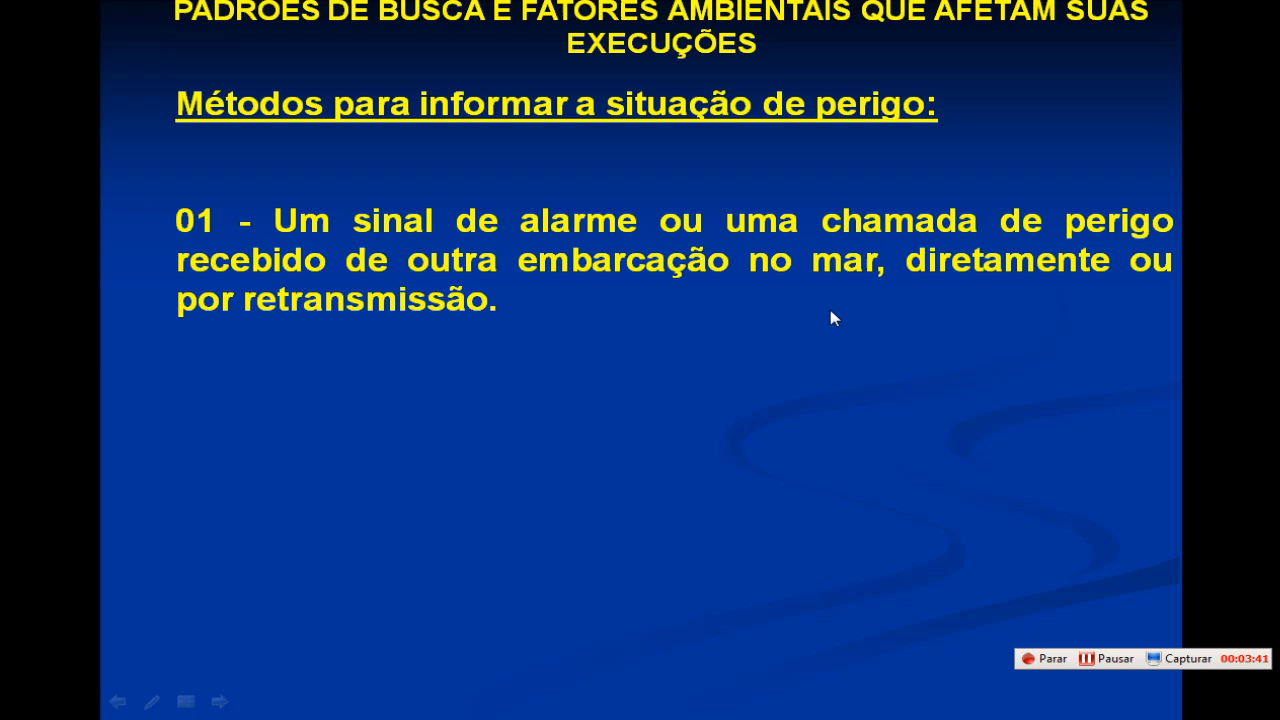 PADRÕES DE BUSCA E FATORES AMBIENTAIS QUE AFETAM SUAS
EXECUÇÕES
Métodos para informar a situação de perigo:
01 - Um sinal de alarme ou uma chamada de perigo
recebido de outra embarcação no mar, diretamente ou
por retransmissão.
Parar Pausar Capturar 00:03:41